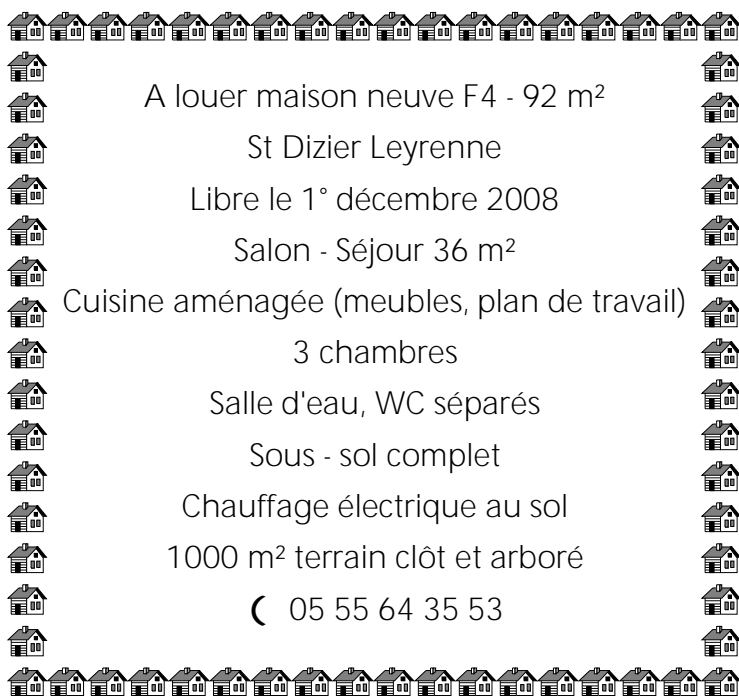 A louer maison neuve F4 - 92 m²
St Dizier Leyrenne
Libre le 1° décembre 2008
Salon - Séjour 36 m²
Cuisine aménagée (meubles, plan de travail)
3 chambres
Salle d'eau, WC séparés
Sous - sol complet
Chauffage électrique au sol
1000 m² terrain clôt et arboré
( 05 55 64 35 53